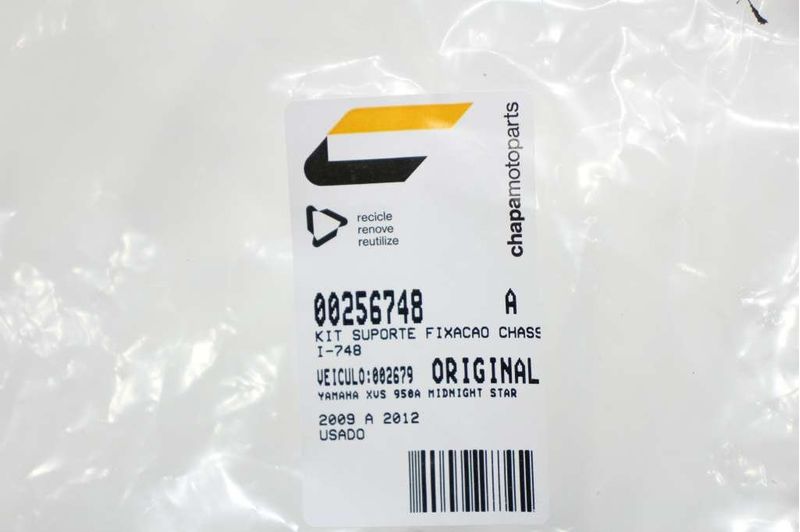 chapamotoparts
recicle
renove
reutilize
00256748 A
KIT SUPORTE FIXACAO CHASS
I-748
VEICULO:002679 ORIGINAL
YAMAHA XVS 950A MIDNIGHT STAR
2009 A 2012
USADO